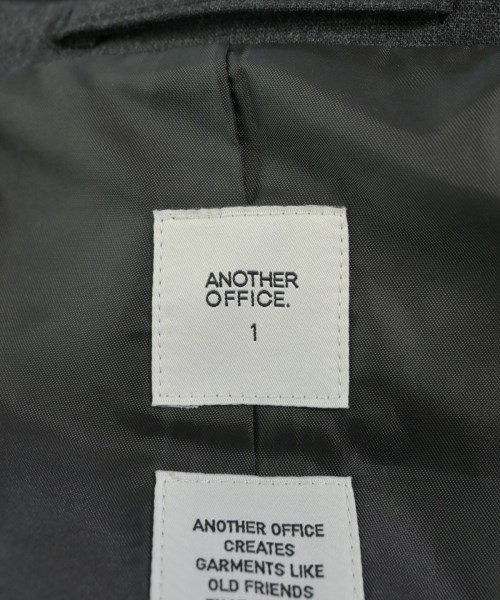 ANOTHER
OFFICE.
1
ANOTHER OFFICE
CREATES
GARMENTS LIKE
OLD FRIENDS